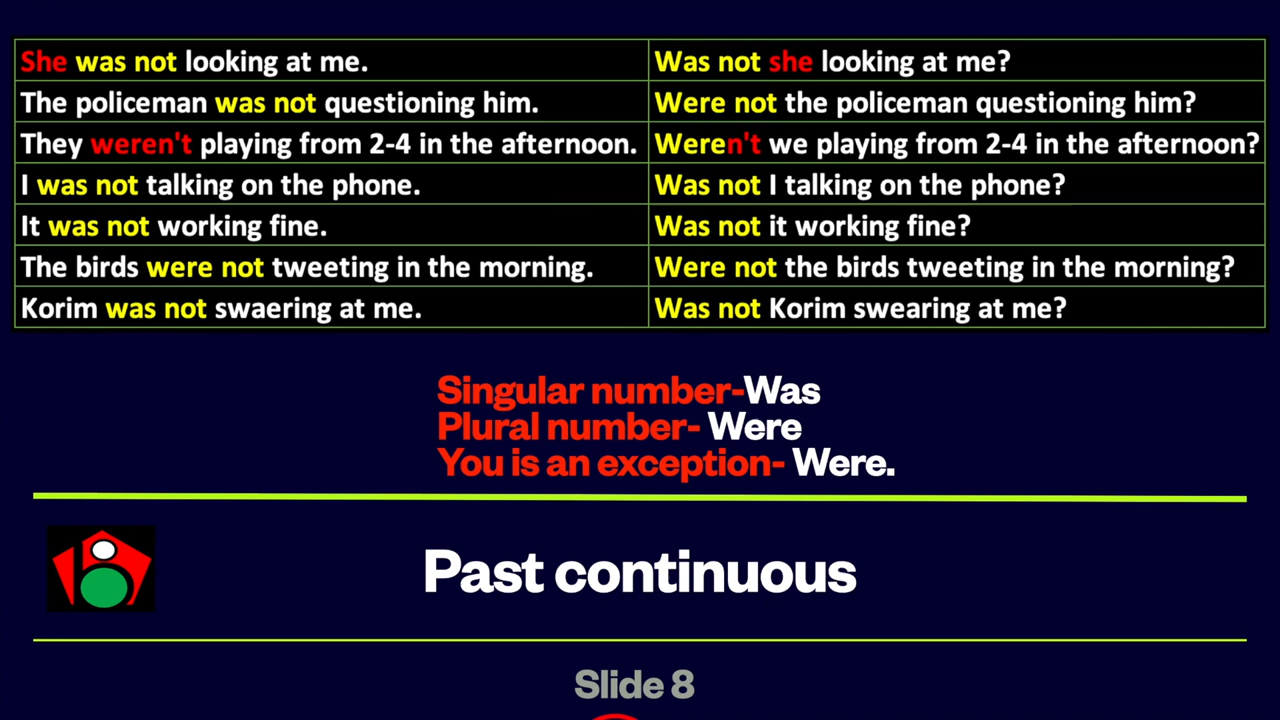 She was not looking at me. Was not she looking at me?
The policeman was not questioning him. Were not the policeman questioning him?
They weren't playing from 2-4 in the afternoon. Weren't we playing from 2-4 in the afternoon?
I was not talking on the phone. Was not I talking on the phone?
It was not working fine. Was not it working fine?
The birds were not tweeting in the morning. Were not the birds tweeting in the morning?
Korim was not swaering at me. Was not Korim swearing at me?
Singular number-Was
Plural number- Were
You is an exception- Were.
Past continuous
Slide 8